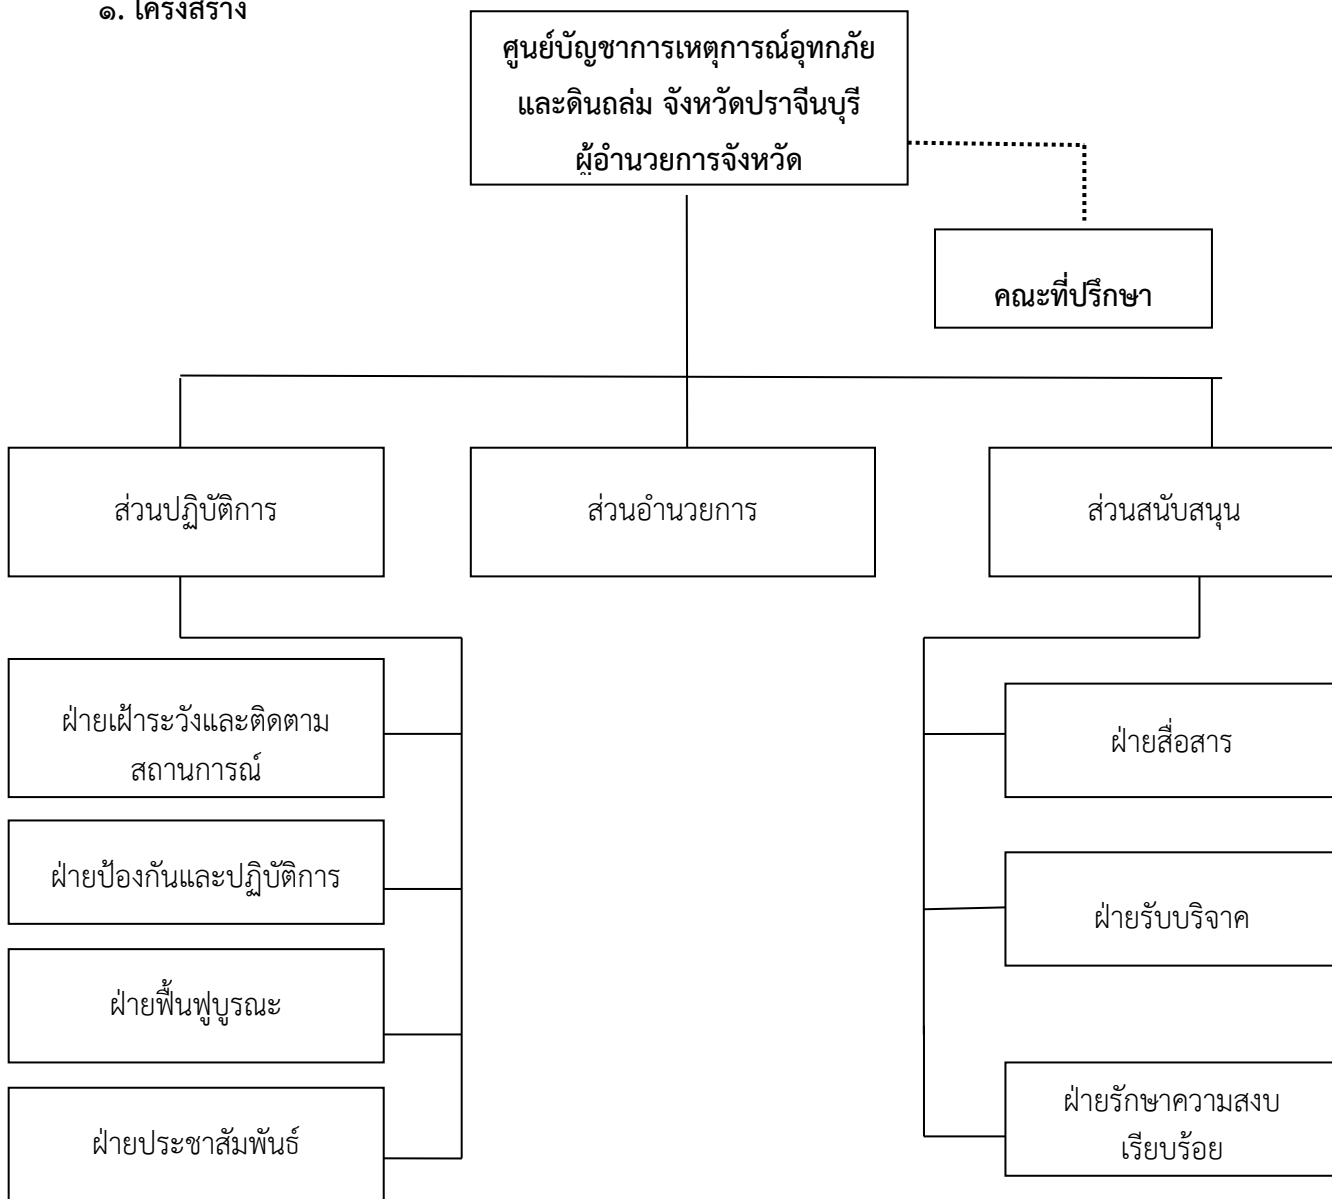 ๑. โครงสร้าง
ศูนย์บัญชาการเหตุการณ์อุทกภัย
และดินถล่ม จังหวัดปราจีนบุรี
ผู้อำนวยการจังหวัด
คณะที่ปรึกษา
ส่วนปฏิบัติการ
ส่วนอำนวยการ
ส่วนสนับสนุน
ฝ่ายเฝ้าระวังและติดตาม
สถานการณ์
ฝ่ายป้องกันและปฏิบัติการ
ฝ่ายฟื้นฟูบูรณะ
ฝ่ายประชาสัมพันธ์
ฝ่ายสื่อสาร
ฝ่ายรับบริจาค
ฝ่ายรักษาความสงบ
เรียบร้อย